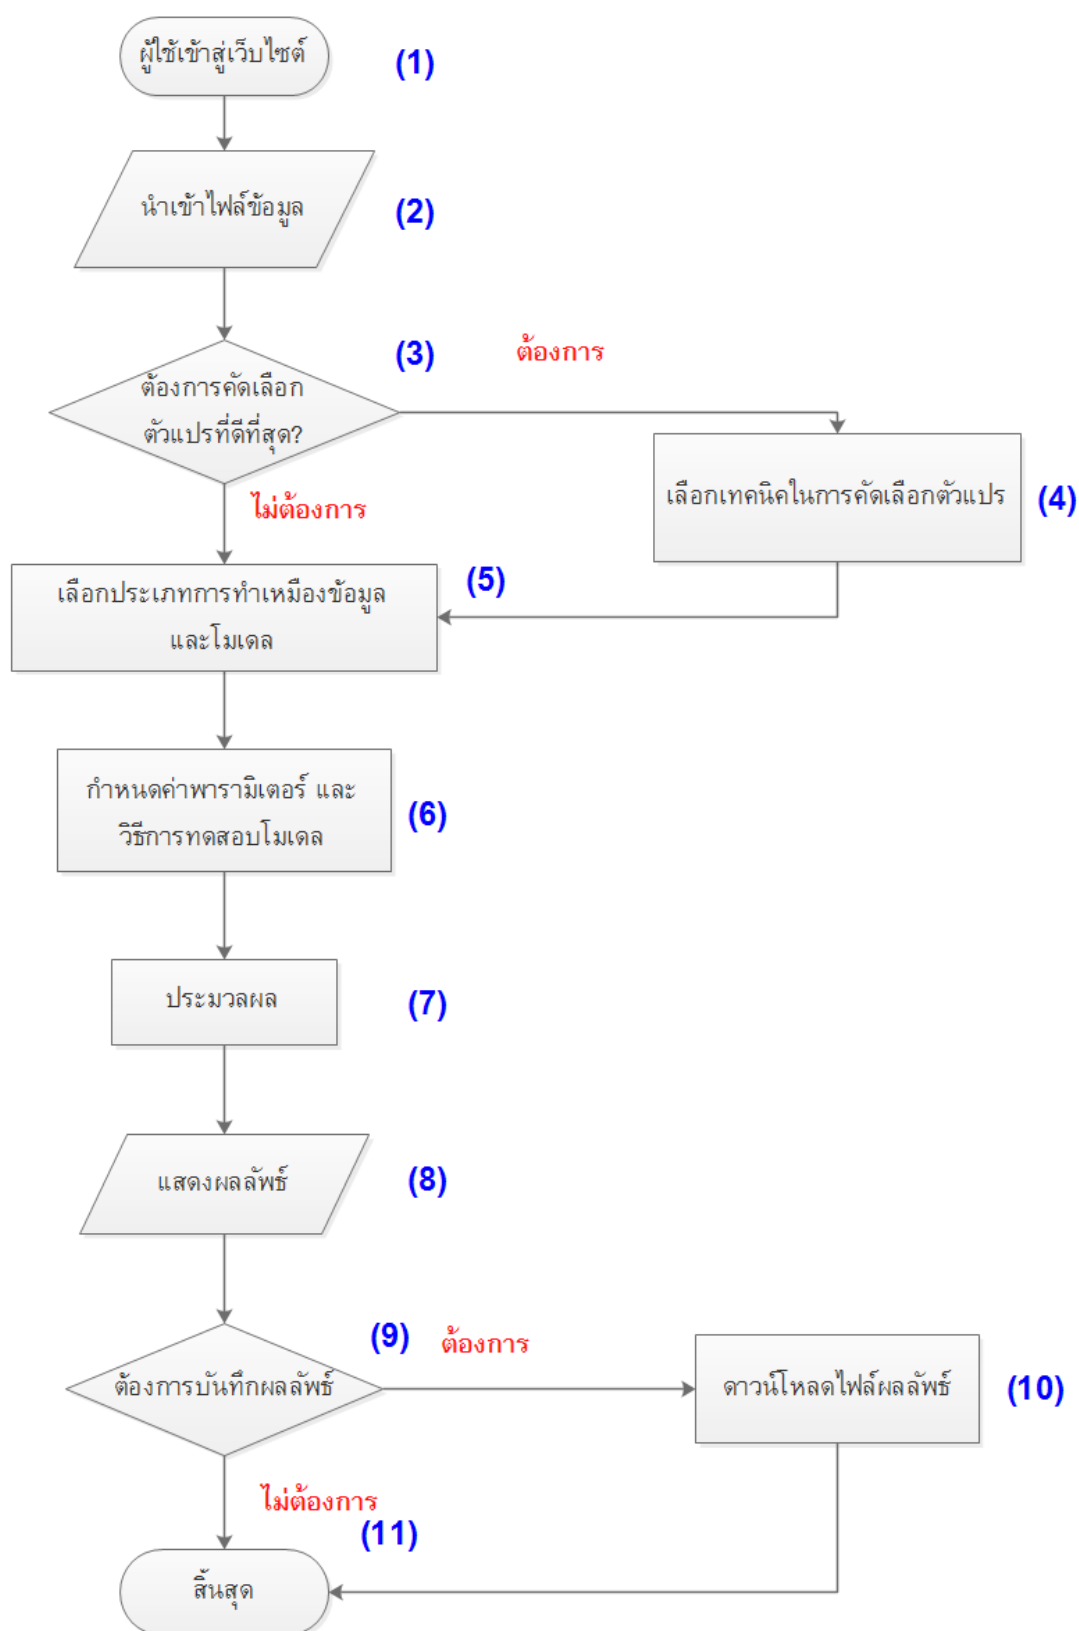 ผู้ใช้เข้าสู่เว็บไซต์
(1)
นำเข้าไฟล์ข้อมูล
(2)
(3)
ต้องการ
ต้องการคัดเลือก
ตัวแปรที่ดีที่สุด?
เลือกเทคนิคในการคัดเลือกตัวแปร
(4)
ไม่ต้องการ
(5)
เลือกประเภทการทำเหมืองข้อมูล
และโมเดล
กำหนดค่าพารามิเตอร์ และ
วิธีการทดสอบโมเดล
(6)
ประมวลผล
(7)
แสดงผลลัพธ์
(8)
(9)
ต้องการ
ต้องการบันทึกผลลัพธ์
ดาวน์โหลดไฟล์ผลลัพธ์
(10)
ไม่ต้องการ
(11)
สิ้นสุด